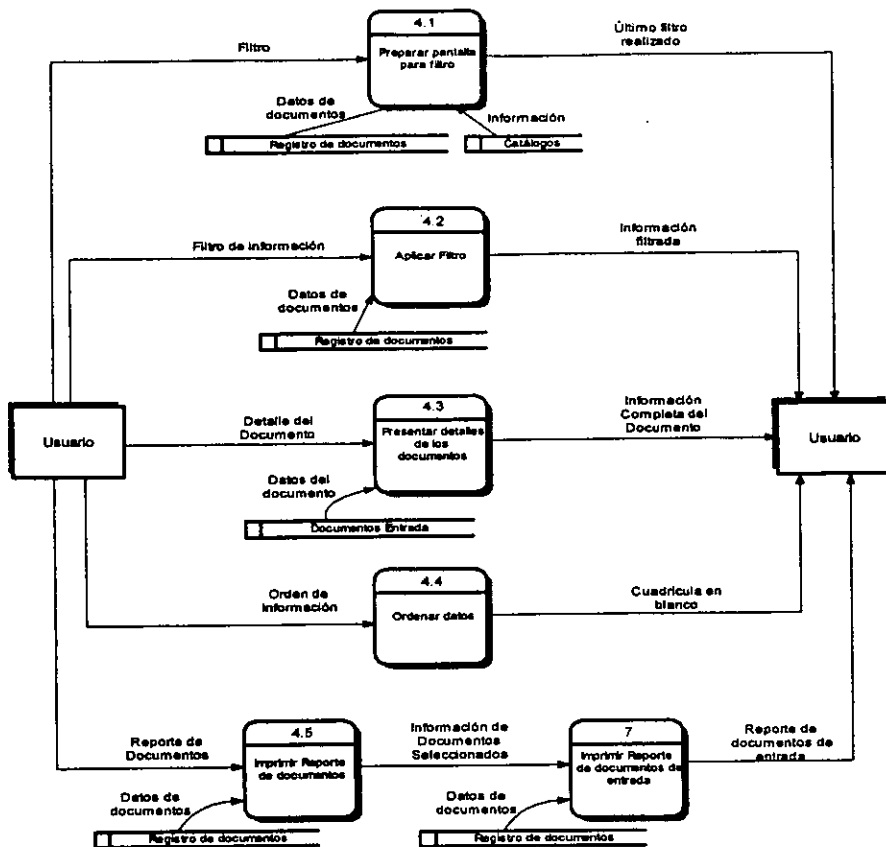 4.1
Filtro
Preparar pantalla
para filtro
Último filtro
realizado
Datos de
documentos
Información
Registro de documentos
Catálogos
4.2
Filtro de información
Aplicar Filtro
Información
filtrada
Datos de
documentos
Registro de documentos
4.3
Usuario
Detalle del
Documento
Presentar detalles
de los
documentos
Información
Completa del
Documento
Usuario
Datos del
documento
Documentos Entrada
4.4
Orden de
Información
Ordenar datos
Cuadrícula en
blanco
4.5
Reporte de
Documentos
Imprimir Reporte
de documentos
Información de
Documentos
Seleccionados
7
Imprimir Reporte
de documentos de
entrada
Reporte de
documentos de
entrada
Datos de
documentos
Registro de documentos
Datos de
documentos
Registro de documentos